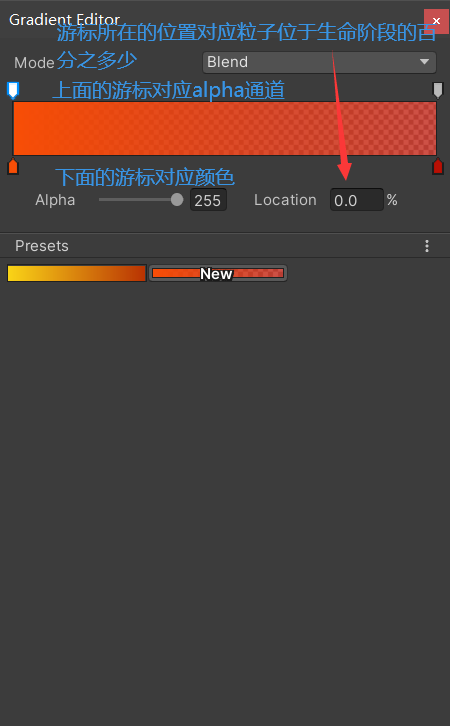 Gradient Editor
游标所在的位置对应粒子位于生命阶段的百
分之多少
Mode Blend
上面的游标对应alpha通道
下面的游标对应颜色
Alpha 255 Location 0.0 %
Presets
New